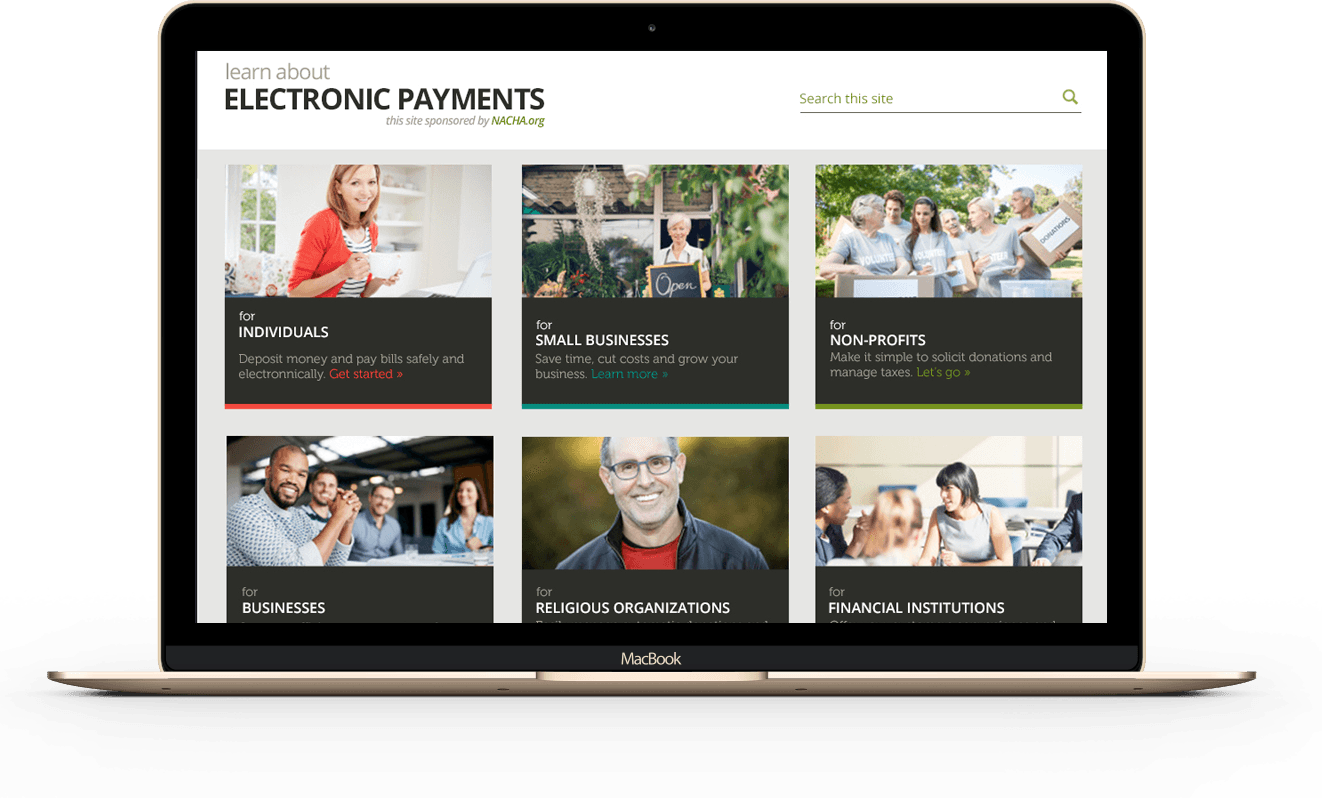 learn about
ELECTRONIC PAYMENTS
this site sponsored by NACHA.org
Search this site
for
INDIVIDUALS
Deposit money and pay bills safely and
electronnically. Get started »
for
SMALL BUSINESSES
Save time, cut costs and grow your
business. Learn more »
Open
for
NON-PROFITS
Make it simple to solicit donations and
manage taxes. Let's go »
VOLUNTEER
DONATIONS
for
BUSINESSES
for
RELIGIOUS ORGANIZATIONS
for
FINANCIAL INSTITUTIONS
MacBook